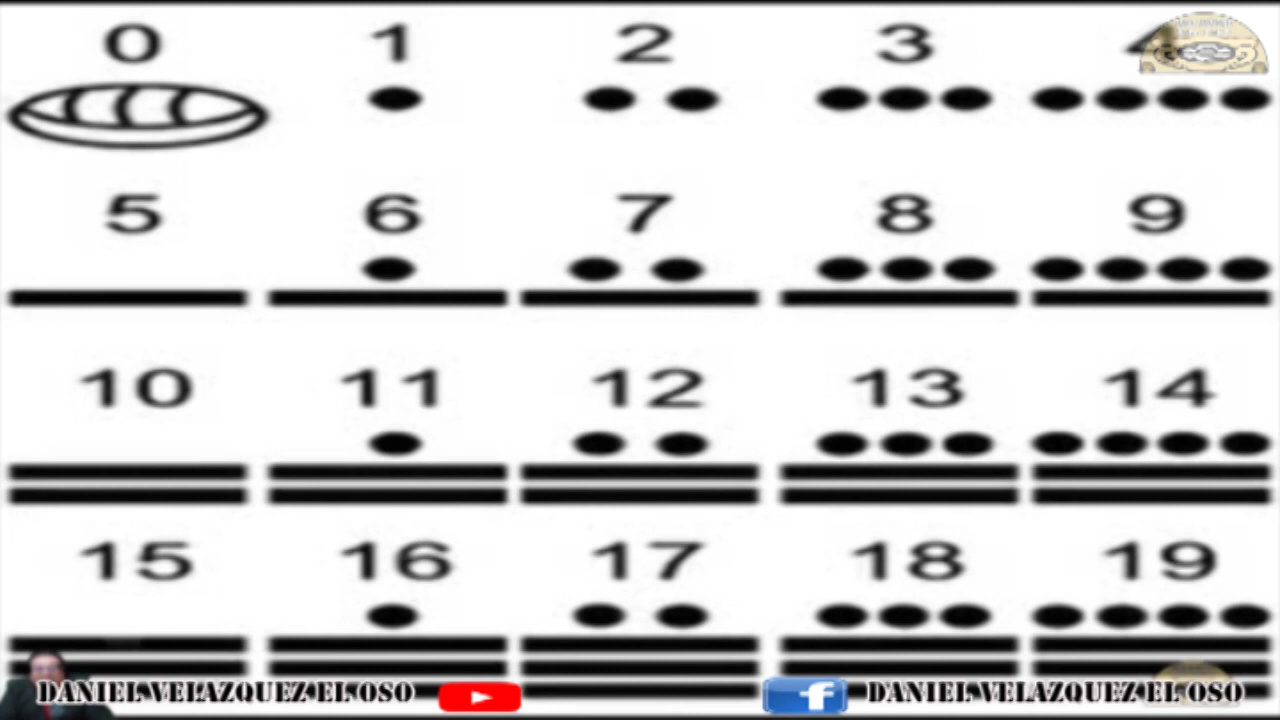 0 1 2 3 4
5 6 7 8 9
10 11 12 13 14
15 16 17 18 19
DANIEL VELAZQUEZ EL OSO f DANIEL VELAZQUEZ EL OSO